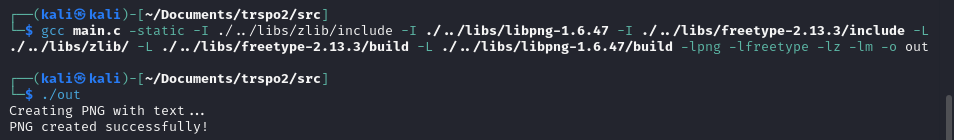 ┌──(kali㉿kali)-[~/Documents/trspo2/src]
└─$ gcc main.c -static -I ./../libs/zlib/include -I ./../libs/libpng-1.6.47 -I ./../libs/freetype-2.13.3/include -L
./../libs/zlib/ -L ./../libs/freetype-2.13.3/build -L ./../libs/libpng-1.6.47/build -lpng -lfreetype -lz -lm -o out
┌──(kali㉿kali)-[~/Documents/trspo2/src]
└─$ ./out
Creating PNG with text...
PNG created successfully!